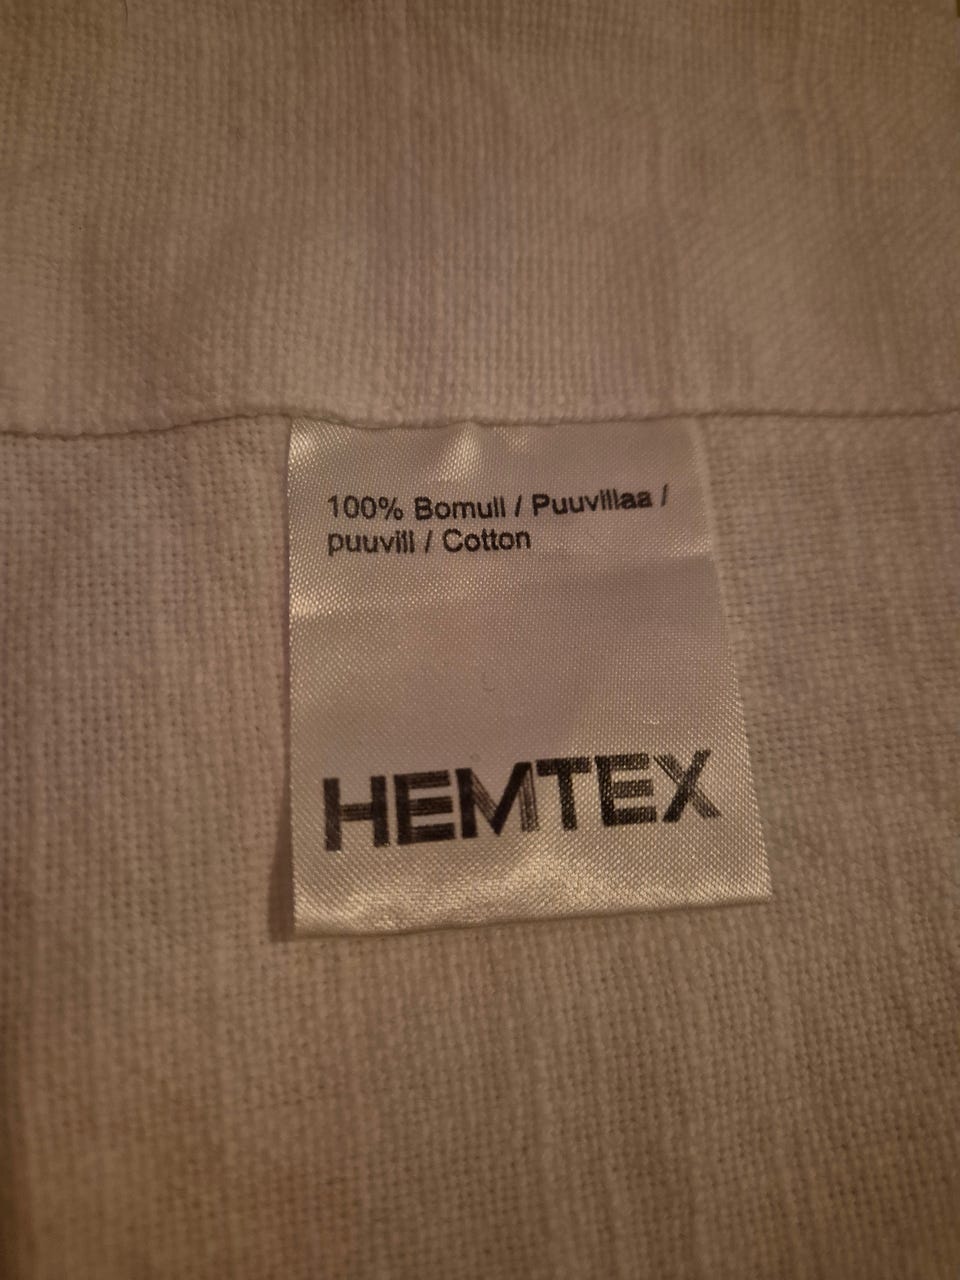 100% Bomull / Puuvillaa /
puuvill / Cotton
HEMTEX